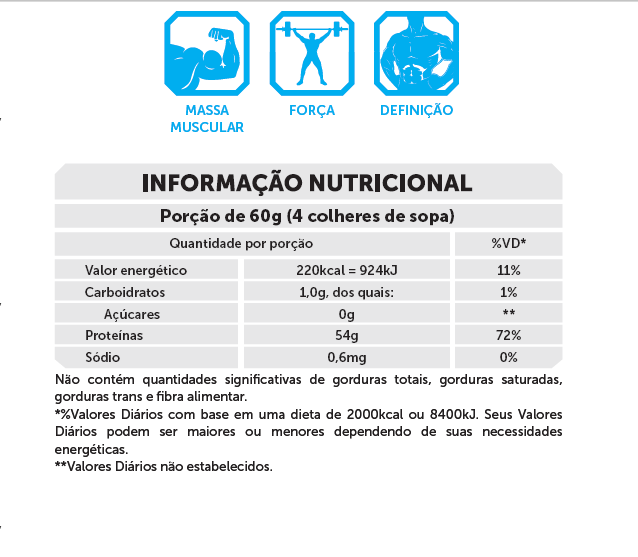 MASSA
MUSCULAR
FORÇA
DEFINIÇÃO
INFORMAÇÃO NUTRICIONAL
Porção de 60g (4 colheres de sopa)
Quantidade por porção %VD*
Valor energético 220kcal = 924kJ 11%
Carboidratos 1,0g, dos quais: 1%
Açúcares 0g **
Proteínas 54g 72%
Sódio 0,6mg 0%
Não contém quantidades significativas de gorduras totais, gorduras saturadas,
gorduras trans e fibra alimentar.
*%Valores Diários com base em uma dieta de 2000kcal ou 8400kJ. Seus Valores
Diários podem ser maiores ou menores dependendo de suas necessidades
energéticas.
**Valores Diários não estabelecidos.